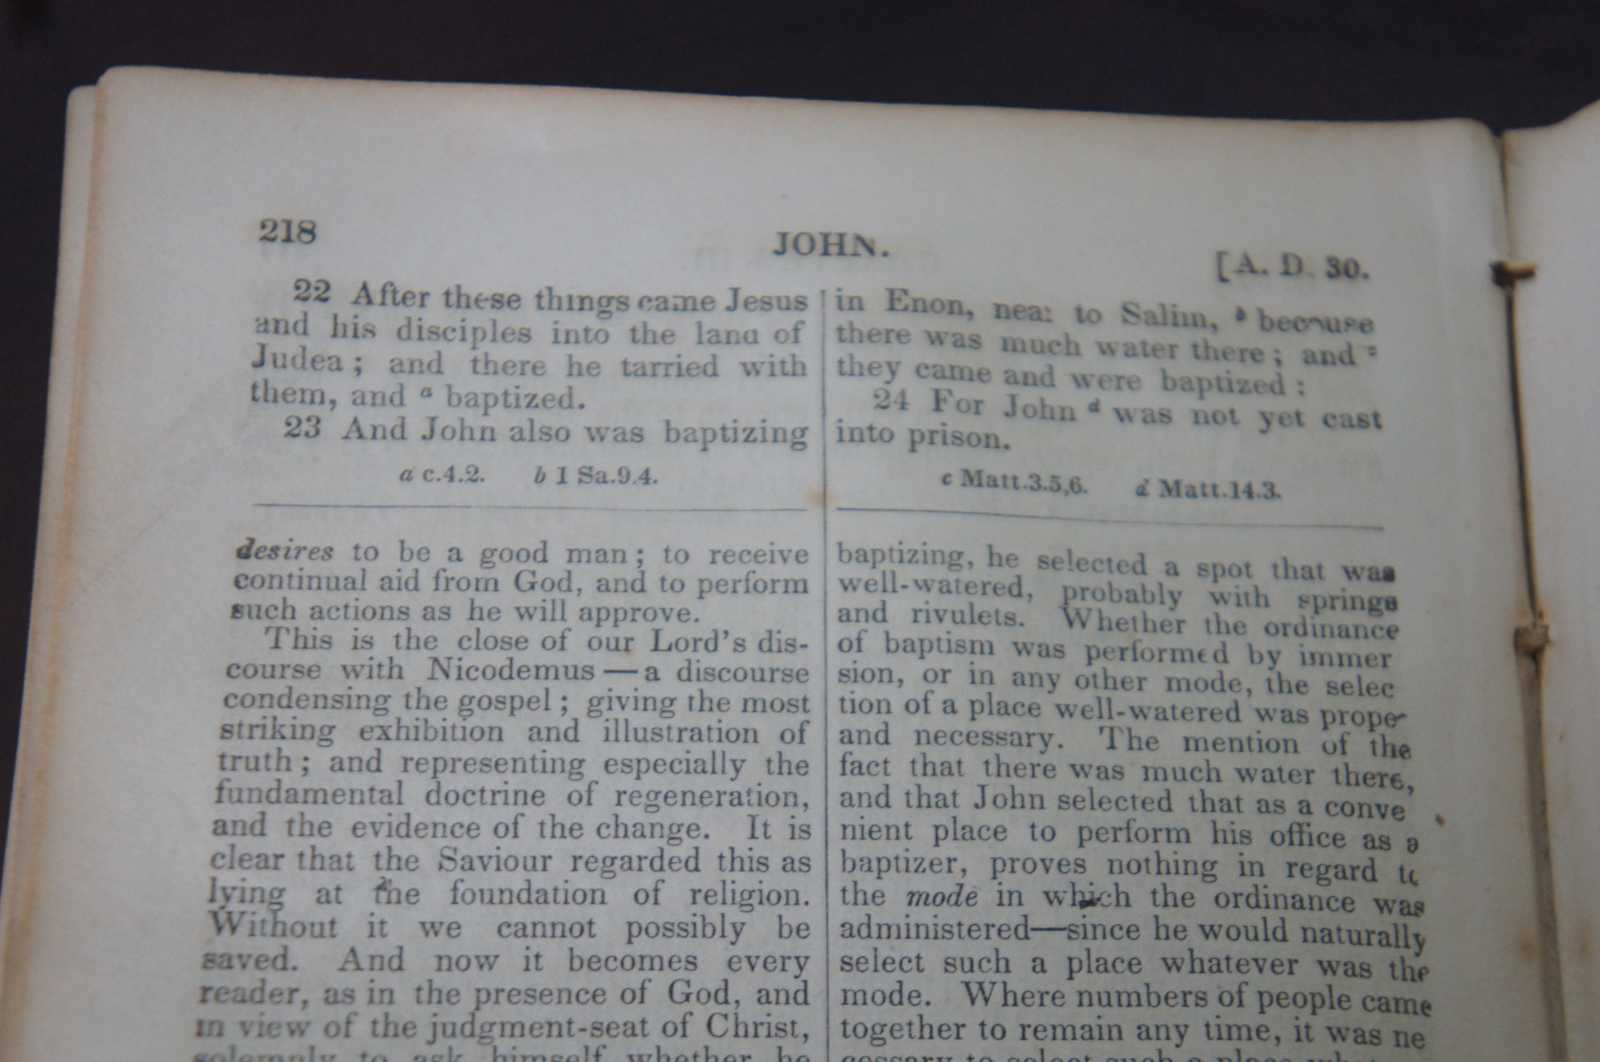 218
JOHN.
[A. D. 30.
22 After these things came Jesus
and his disciples into the land of
Judea ; and there he tarried with
them, and a baptized.
23 And John also was baptizing
in Enon, near to Salim, b because
there was much water there ; and c
they came and were baptized :
24 For John d was not yet cast
into prison.
a c.4.2. b 1 Sa.9.4.
c Matt.3.5,6. d Matt.14.3.
desires to be a good man ; to receive
continual aid from God, and to perform
such actions as he will approve.
This is the close of our Lord's dis-
course with Nicodemus — a discourse
condensing the gospel ; giving the most
striking exhibition and illustration of
truth ; and representing especially the
fundamental doctrine of regeneration,
and the evidence of the change. It is
clear that the Saviour regarded this as
lying at the foundation of religion.
Without it we cannot possibly be
saved. And now it becomes every
reader, as in the presence of God, and
in view of the judgment-seat of Christ,
solemnly to ask himself whether he
baptizing, he selected a spot that was
well-watered, probably with springs
and rivulets. Whether the ordinance
of baptism was performed by immer
sion, or in any other mode, the selec
tion of a place well-watered was proper
and necessary. The mention of the
fact that there was much water there,
and that John selected that as a conve
nient place to perform his office as a
baptizer, proves nothing in regard to
the mode in which the ordinance was
administered—since he would naturally
select such a place whatever was the
mode. Where numbers of people came
together to remain any time, it was ne
cessary to select such a place